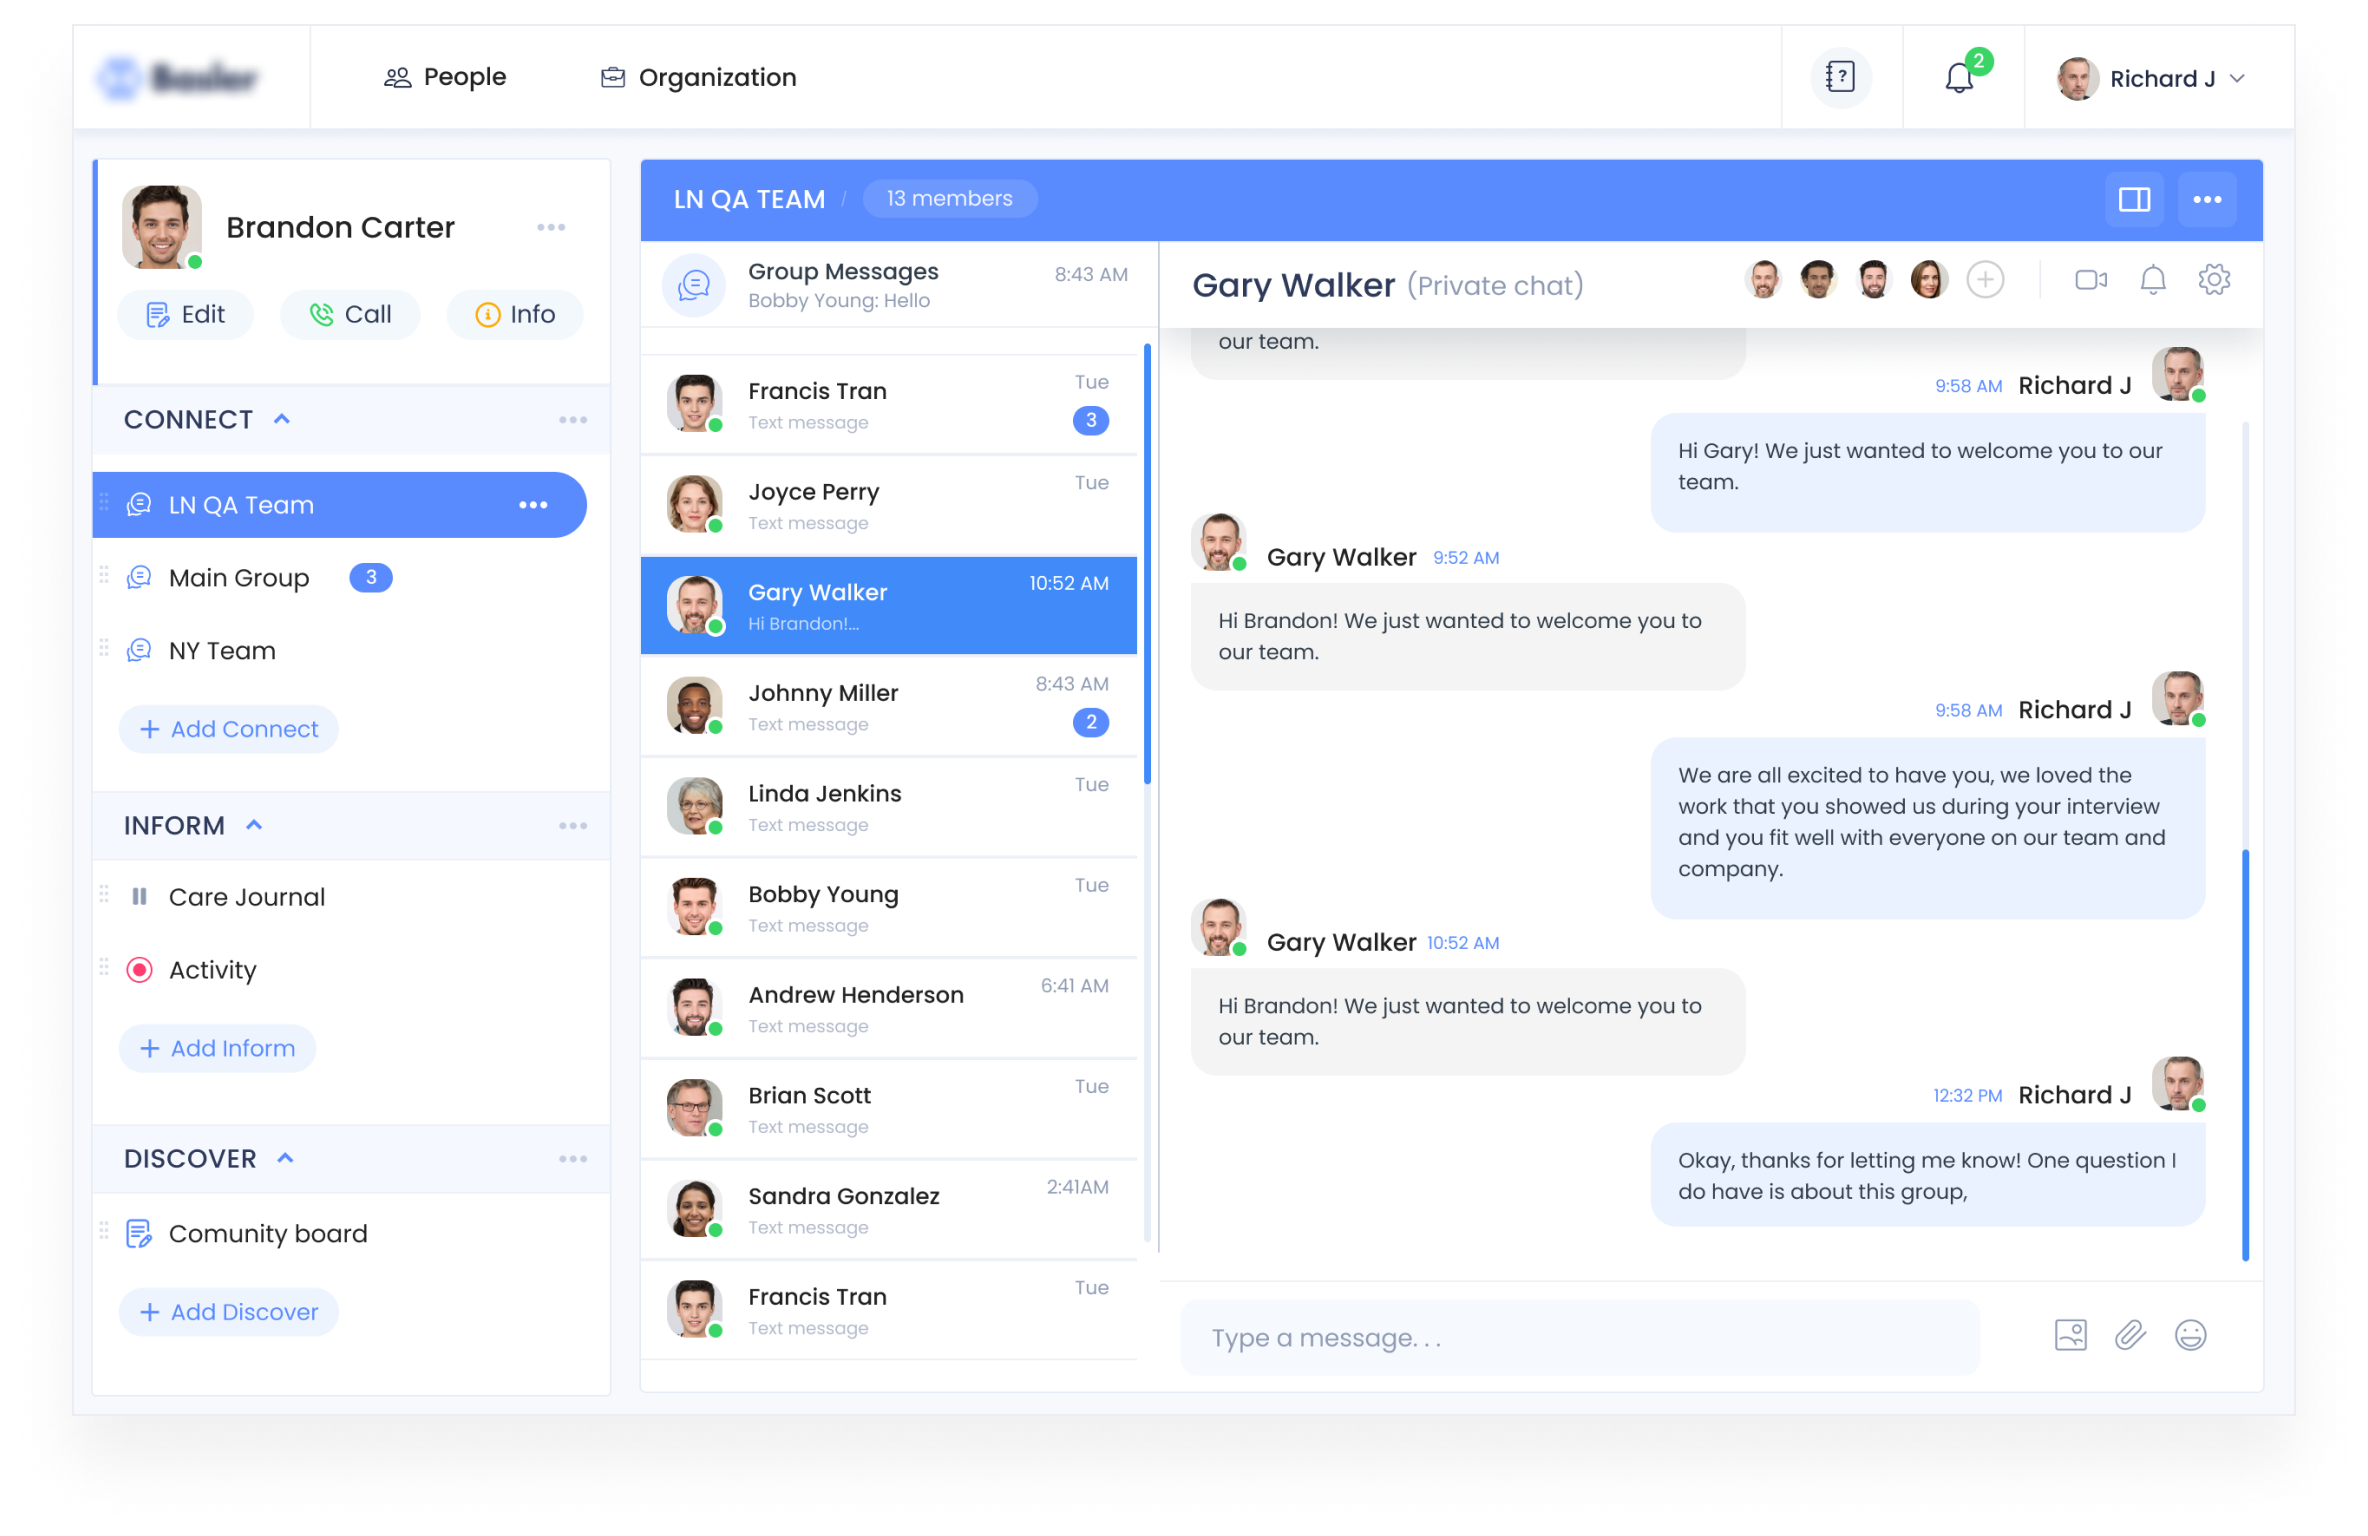 Basler
People
Organization
?
2
Richard J
Brandon Carter
Edit
Call
Info
CONNECT
LN QA Team
Main Group
3
NY Team
+ Add Connect
INFORM
Care Journal
Activity
+ Add Inform
DISCOVER
Comunity board
+ Add Discover
LN QA TEAM / 13 members
Group Messages
8:43 AM
Bobby Young: Hello
Francis Tran
Tue
Text message
3
Joyce Perry
Tue
Text message
Gary Walker
10:52 AM
Hi Brandon!...
Johnny Miller
8:43 AM
Text message
2
Linda Jenkins
Tue
Text message
Bobby Young
Tue
Text message
Andrew Henderson
6:41 AM
Text message
Brian Scott
Tue
Text message
Sandra Gonzalez
2:41AM
Text message
Francis Tran
Tue
Text message
Gary Walker (Private chat)
our team.
9:58 AM Richard J
Hi Gary! We just wanted to welcome you to our
team.
Gary Walker 9:52 AM
Hi Brandon! We just wanted to welcome you to
our team.
9:58 AM Richard J
We are all excited to have you, we loved the
work that you showed us during your interview
and you fit well with everyone on our team and
company.
Gary Walker 10:52 AM
Hi Brandon! We just wanted to welcome you to
our team.
12:32 PM Richard J
Okay, thanks for letting me know! One question I
do have is about this group,
Type a message. . .